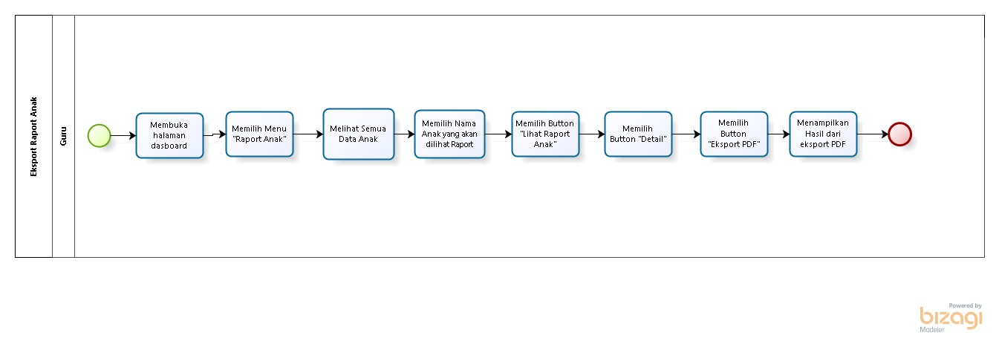 Eksport Raport Anak
Guru
Membuka
halaman
dasboard
Memilih Menu
"Raport Anak"
Melihat Semua
Data Anak
Memilih Nama
Anak yang akan
dilihat Raport
Memilih Button
"Lihat Raport
Anak"
Memilih
Button "Detail"
Memilih
Button
"Eksport PDF"
Menampilkan
Hasil dari
eksport PDF
Powered by
bizagi
Modeler